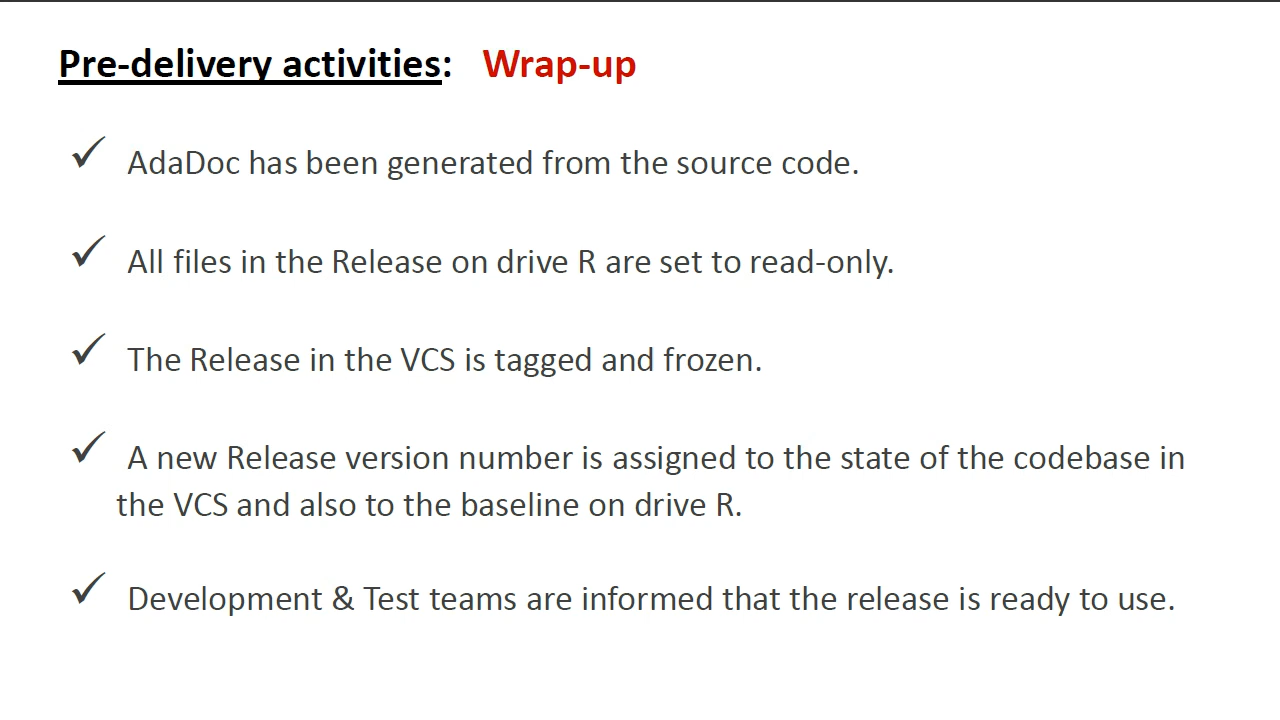 Pre-delivery activities: Wrap-up
✓ AdaDoc has been generated from the source code.
✓ All files in the Release on drive R are set to read-only.
✓ The Release in the VCS is tagged and frozen.
✓ A new Release version number is assigned to the state of the codebase in
the VCS and also to the baseline on drive R.
✓ Development & Test teams are informed that the release is ready to use.